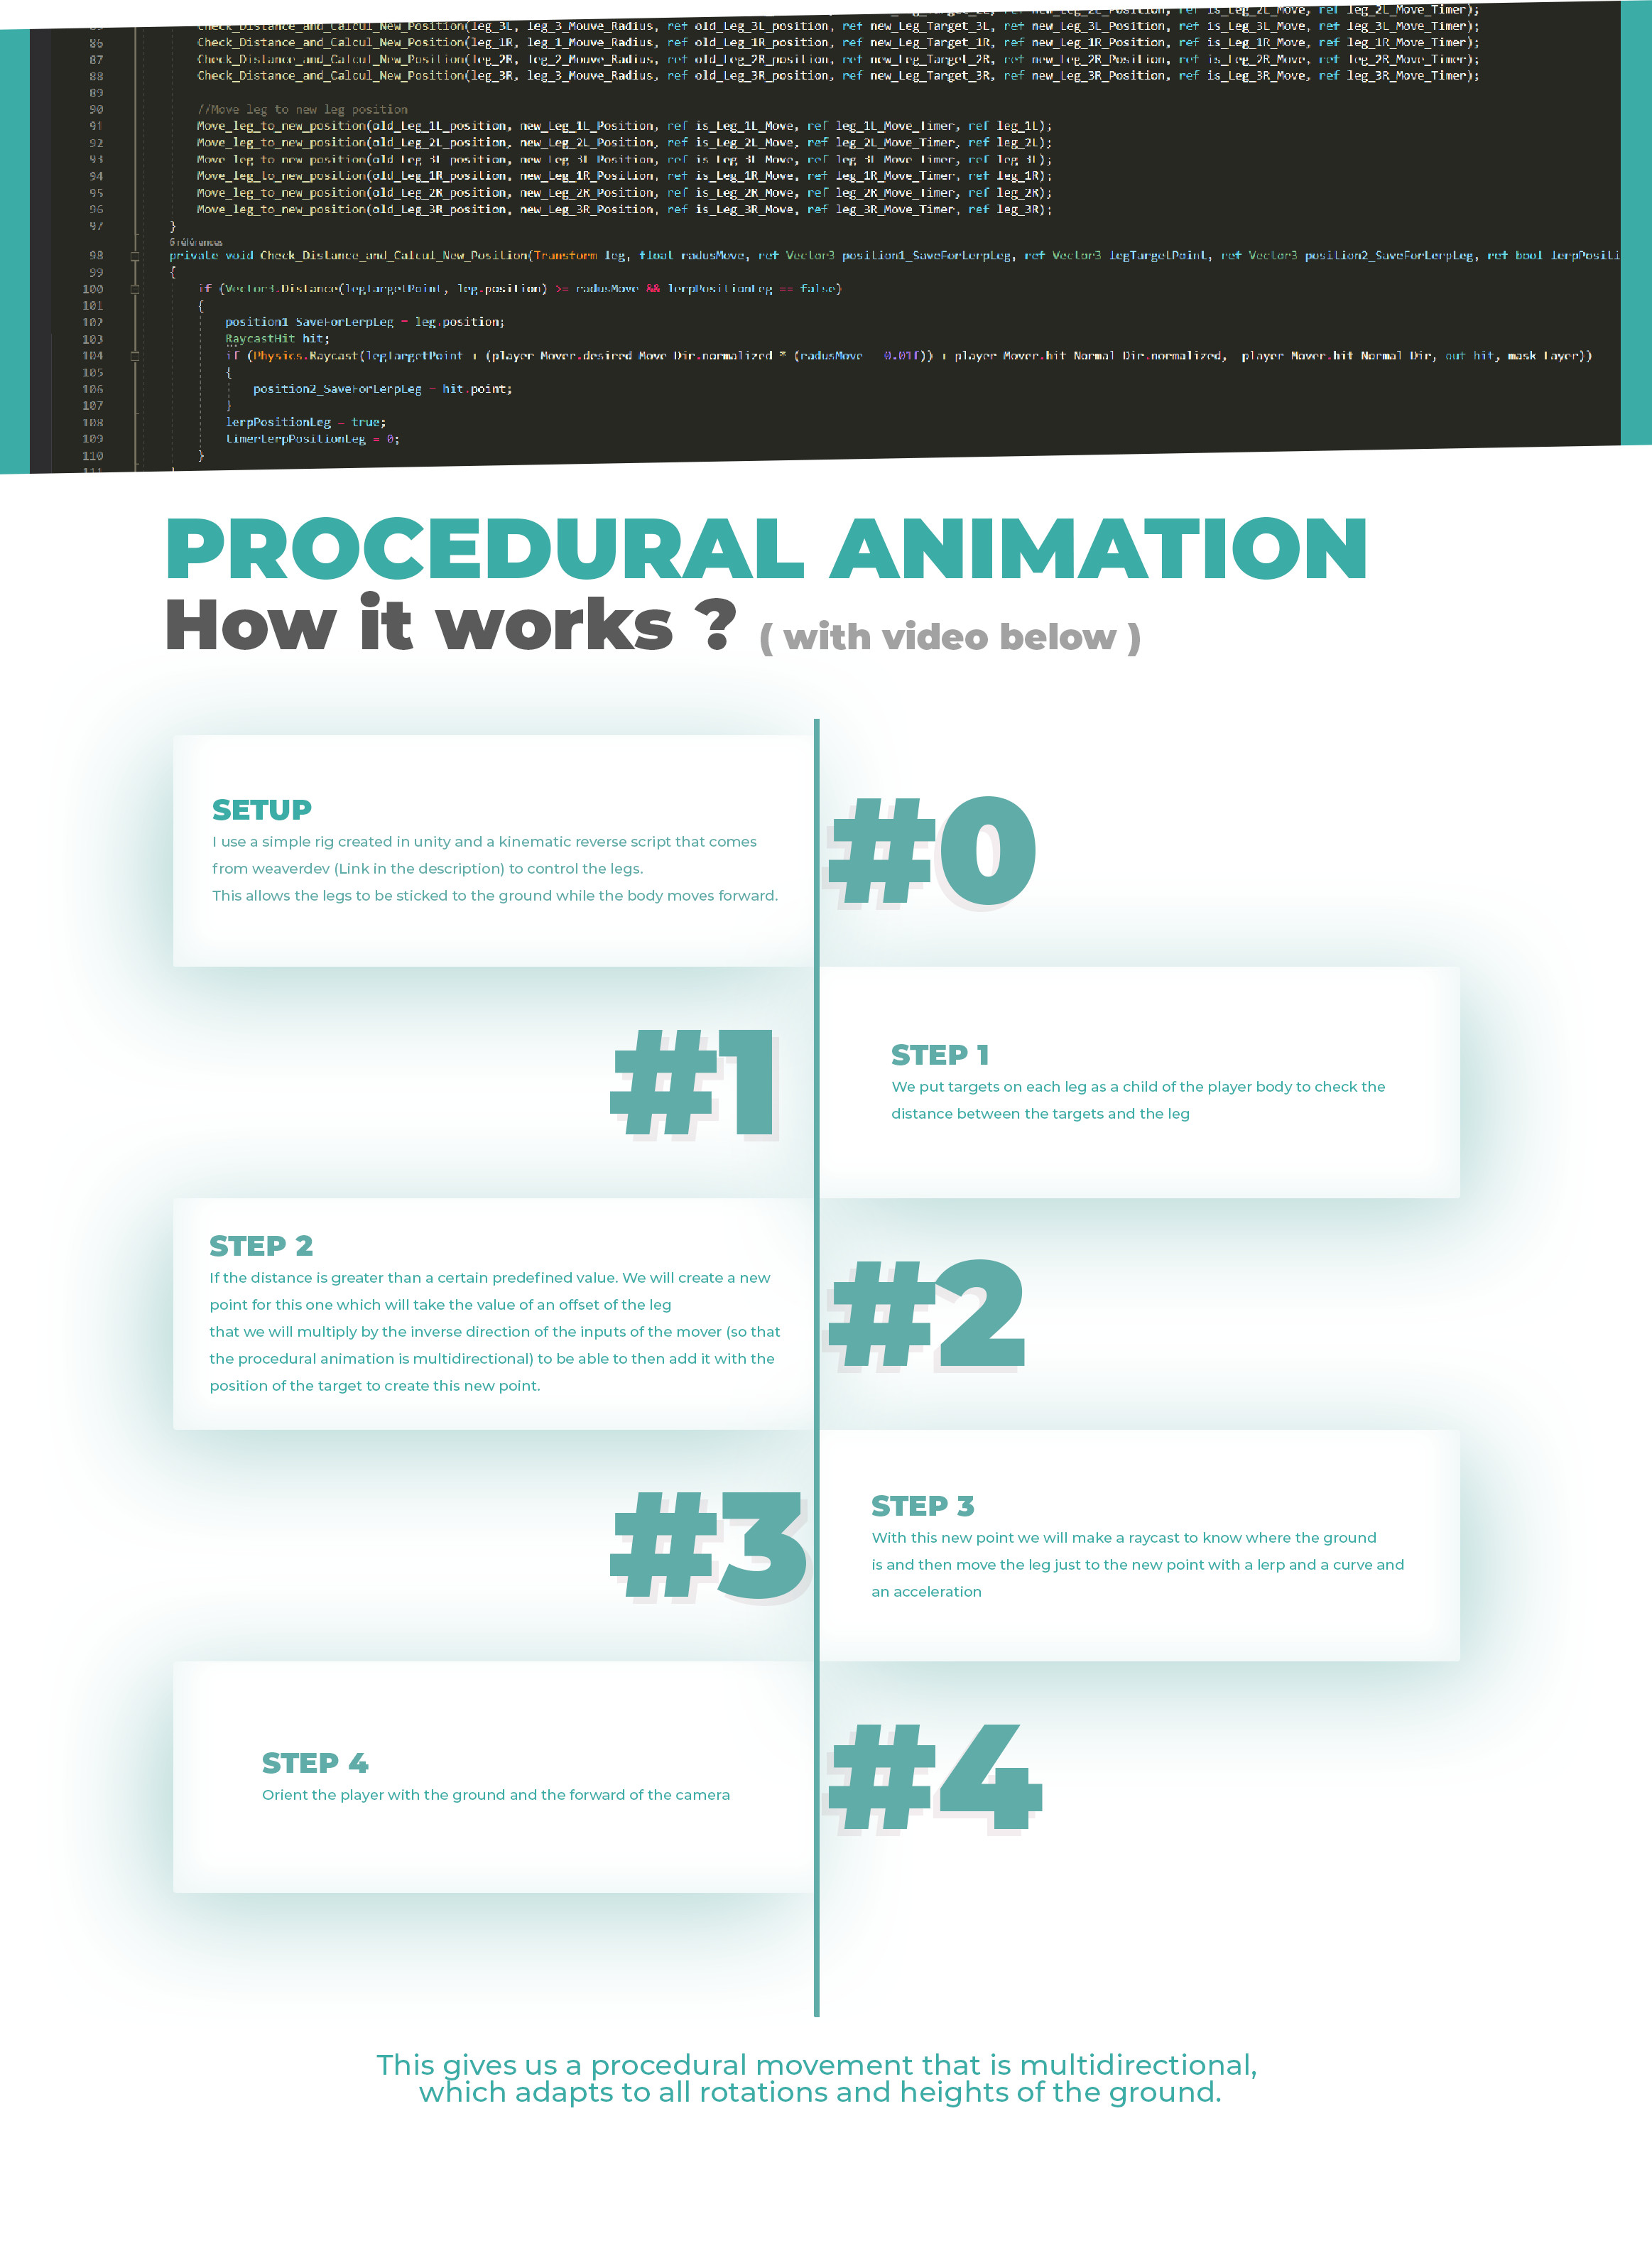 86 Check_Distance_and_Calcul_New_Position(leg_1R, leg_1_Mouve_Radius, ref old_Leg_1R_position, ref new_Leg_Target_1R, ref new_Leg_1R_Position, ref is_Leg_1R_Move, ref leg_1R_Move_Timer);
87 Check_Distance_and_Calcul_New_Position(leg_2R, leg_2_Mouve_Radius, ref old_Leg_2R_position, ref new_Leg_Target_2R, ref new_Leg_2R_Position, ref is_Leg_2R_Move, ref leg_2R_Move_Timer);
88 Check_Distance_and_Calcul_New_Position(leg_3R, leg_3_Mouve_Radius, ref old_Leg_3R_position, ref new_Leg_Target_3R, ref new_Leg_3R_Position, ref is_Leg_3R_Move, ref leg_3R_Move_Timer);
89
90 //Move leg to new leg position
91 Move_leg_to_new_position(old_Leg_1L_position, new_Leg_1L_Position, ref is_Leg_1L_Move, ref leg_1L_Move_Timer, ref leg_1L);
92 Move_leg_to_new_position(old_Leg_2L_position, new_Leg_2L_Position, ref is_Leg_2L_Move, ref leg_2L_Move_Timer, ref leg_2L);
93 Move_leg_to_new_position(old_Leg_3L_position, new_Leg_3L_Position, ref is_Leg_3L_Move, ref leg_3L_Move_Timer, ref leg_3L);
94 Move_leg_to_new_position(old_Leg_1R_position, new_Leg_1R_Position, ref is_Leg_1R_Move, ref leg_1R_Move_Timer, ref leg_1R);
95 Move_leg_to_new_position(old_Leg_2R_position, new_Leg_2R_Position, ref is_Leg_2R_Move, ref leg_2R_Move_Timer, ref leg_2R);
96 Move_leg_to_new_position(old_Leg_3R_position, new_Leg_3R_Position, ref is_Leg_3R_Move, ref leg_3R_Move_Timer, ref leg_3R);
97 }
6 références
98 private void Check_Distance_and_Calcul_New_Position(Transform leg, float radusMove, ref Vector3 position1_SaveForLerpLeg, ref Vector3 legTargetPoint, ref Vector3 position2_SaveForLerpLeg, ref bool lerpPositi
99 {
100 if (Vector3.Distance(legTargetPoint, leg.position) >= radusMove && lerpPositionLeg == false)
101 {
102 position1_SaveForLerpLeg = leg.position;
103 RaycastHit hit;
104 if (Physics.Raycast(legTargetPoint + (player_Mover.desired_Move_Dir.normalized * (radusMove - 0.01f)) + player_Mover.hit_Normal_Dir.normalized, -player_Mover.hit_Normal_Dir, out hit, mask_Layer))
105 {
106 position2_SaveForLerpLeg = hit.point;
107 }
108 lerpPositionLeg = true;
109 timerLerpPositionLeg = 0;
110 }
PROCEDURAL ANIMATION
How it works ? ( with video below )
SETUP
I use a simple rig created in unity and a kinematic reverse script that comes
from weaverdev (Link in the description) to control the legs.
This allows the legs to be sticked to the ground while the body moves forward.
#0
#1
STEP 1
We put targets on each leg as a child of the player body to check the
distance between the targets and the leg
STEP 2
If the distance is greater than a certain predefined value. We will create a new
point for this one which will take the value of an offset of the leg
that we will multiply by the inverse direction of the inputs of the mover (so that
the procedural animation is multidirectional) to be able to then add it with the
position of the target to create this new point.
#2
#3
STEP 3
With this new point we will make a raycast to know where the ground
is and then move the leg just to the new point with a lerp and a curve and
an acceleration
STEP 4
Orient the player with the ground and the forward of the camera
#4
This gives us a procedural movement that is multidirectional,
which adapts to all rotations and heights of the ground.